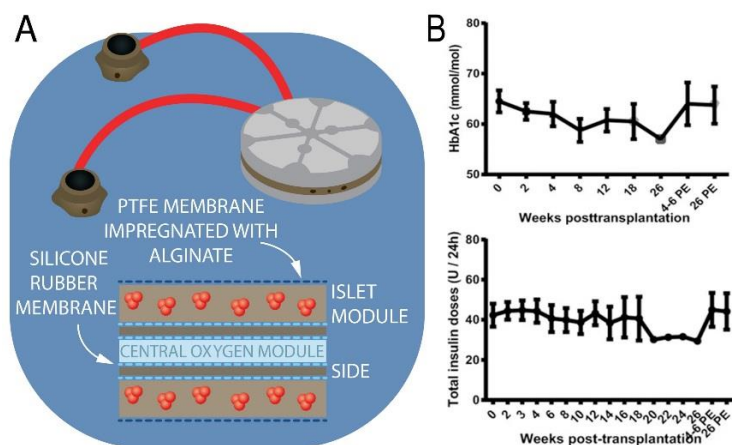 A
PTFE MEMBRANE
IMPREGNATED WITH
ALGINATE
SILICONE
RUBBER
MEMBRANE
ISLET
MODULE
CENTRAL OXYGEN MODULE
SIDE
B
HbA1c (mmol/mol)
80
70
60
50
0 2 4 8 12 18 26 4-6 PE 26 PE
Weeks posttransplantation
Total insulin doses (U / 24h)
80
60
40
20
0
0 2 3 4 6 8 10 12 14 16 18 20 22 24 26 4-6 PE 26 PE
Weeks post-transplantation